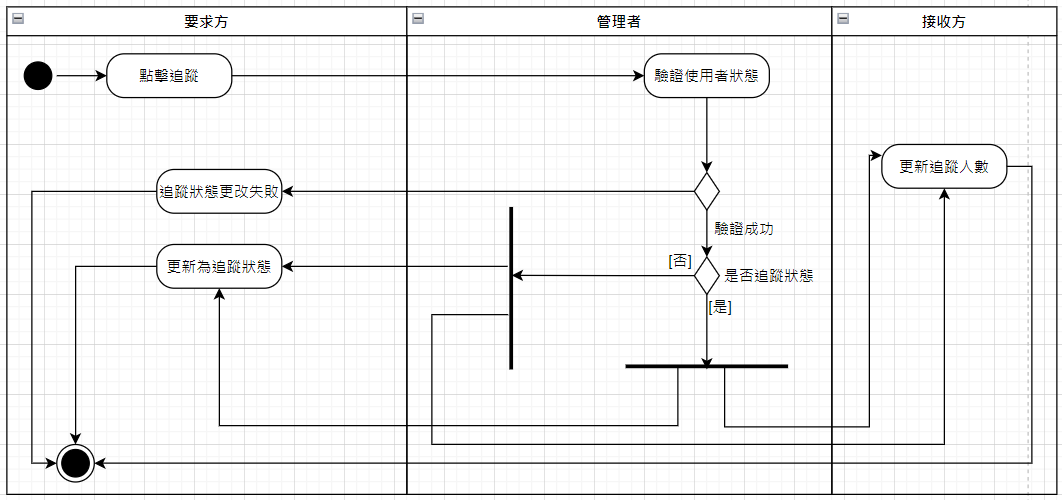 要求方
管理者
接收方
點擊追蹤
驗證使用者狀態
更新追蹤人數
追蹤狀態更改失敗
驗證成功
更新為追蹤狀態
[否]
是否追蹤狀態
[是]